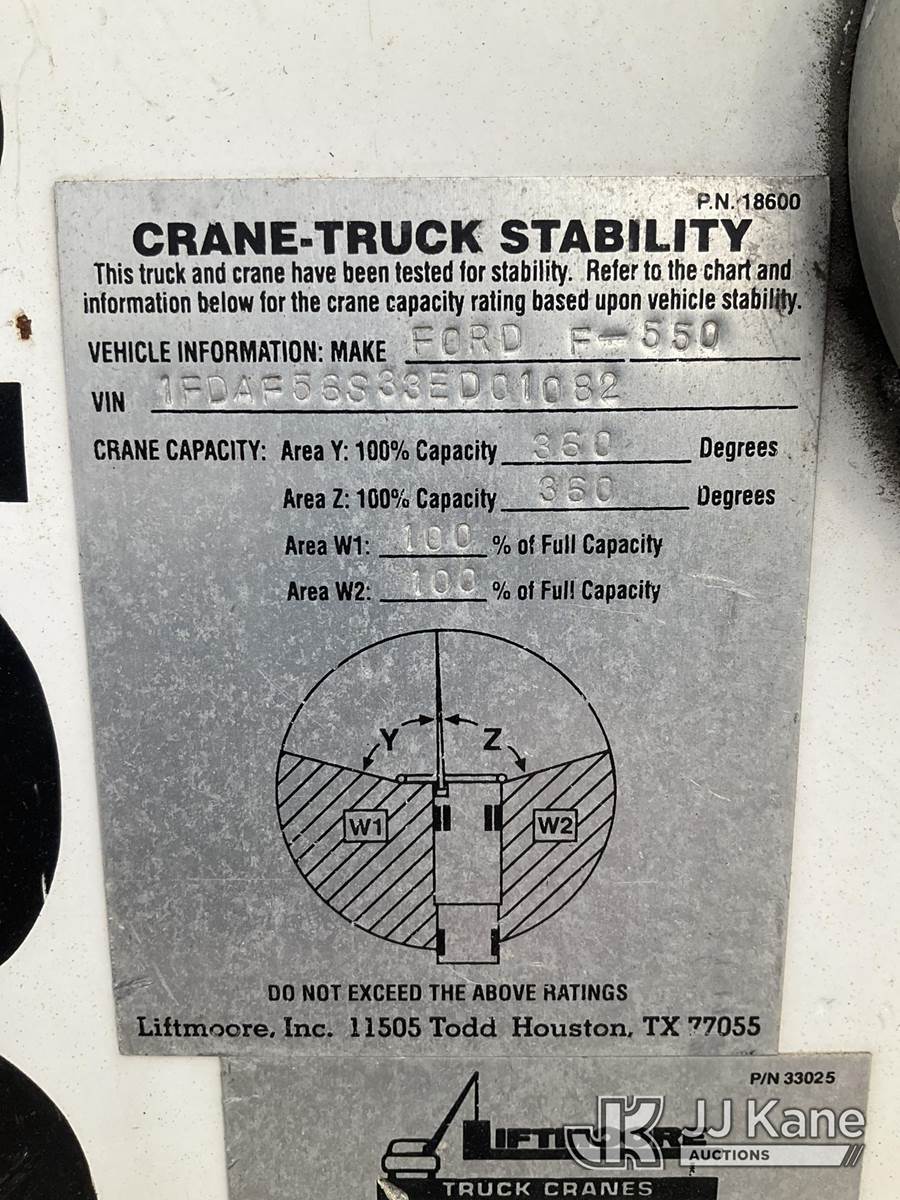 P.N. 18600
CRANE-TRUCK STABILITY
This truck and crane have been tested for stability. Refer to the chart and
information below for the crane capacity rating based upon vehicle stability.
VEHICLE INFORMATION: MAKE FORD F-550
VIN 1FDAF56S33ED01082
CRANE CAPACITY: Area Y: 100% Capacity 360 Degrees
Area Z: 100% Capacity 360 Degrees
Area W1: 100 % of Full Capacity
Area W2: 100 % of Full Capacity
Y Z
W1 W2
DO NOT EXCEED THE ABOVE RATINGS
Liftmoore, Inc. 11505 Todd Houston, TX 77055
P/N 33025
LIFTMOORE
TRUCK CRANES
JK JJ Kane
AUCTIONS